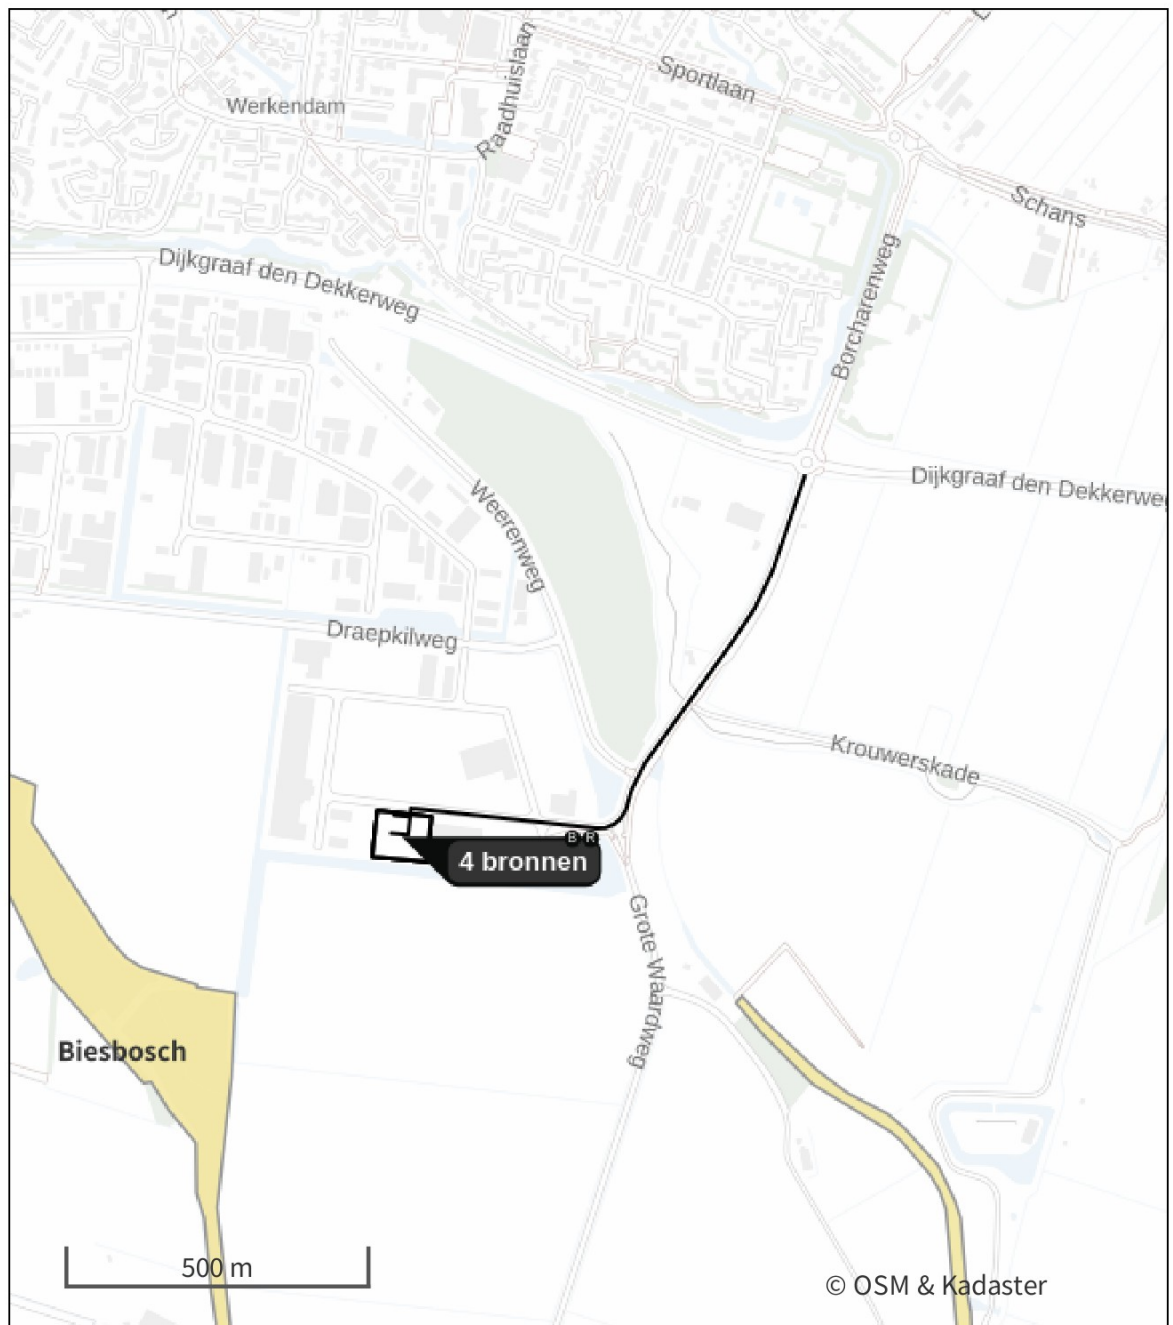 Sportlaan
Raadhuislaan
Werkendam
Schans
Dijkgraaf den Dekkerweg
Borcharenweg
Dijkgraaf den Dekkerweg
Weerenweg
Draepkilweg
Krouwerskade
B R
4 bronnen
Grote Waardweg
Biesbosch
500 m
© OSM & Kadaster